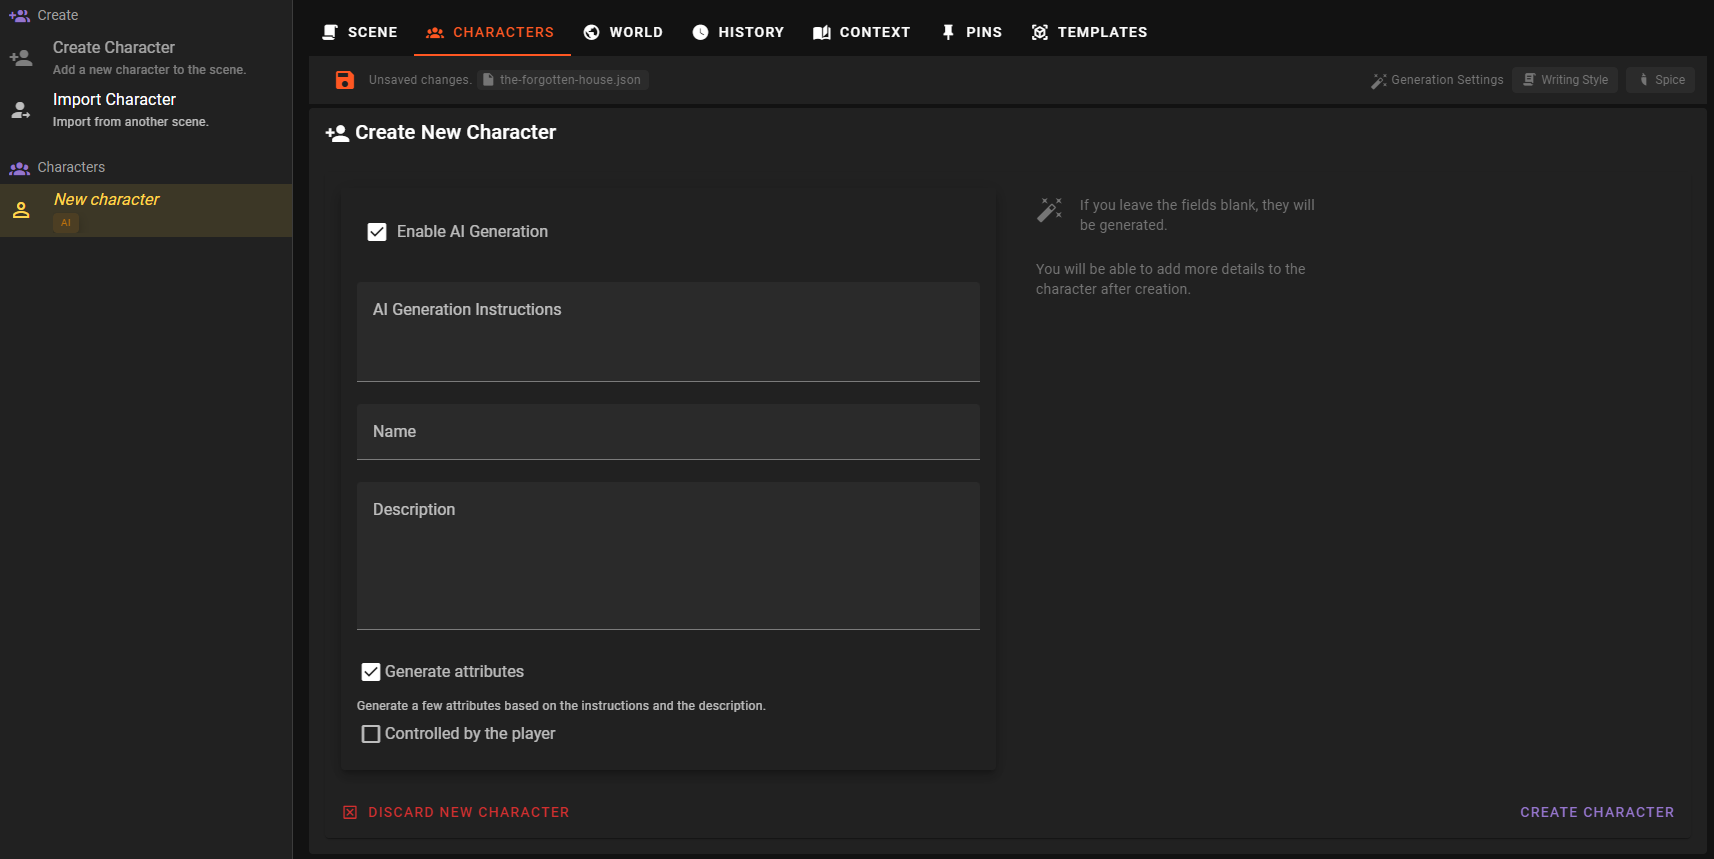 Create
Create Character
Add a new character to the scene.
Import Character
Import from another scene.
Characters
New character
AI
SCENE
CHARACTERS
WORLD
HISTORY
CONTEXT
PINS
TEMPLATES
Unsaved changes.
the-forgotten-house.json
Generation Settings
Writing Style
Spice
Create New Character
Enable AI Generation
AI Generation Instructions
Name
Description
Generate attributes
Generate a few attributes based on the instructions and the description.
Controlled by the player
If you leave the fields blank, they will
be generated.
You will be able to add more details to the
character after creation.
DISCARD NEW CHARACTER
CREATE CHARACTER